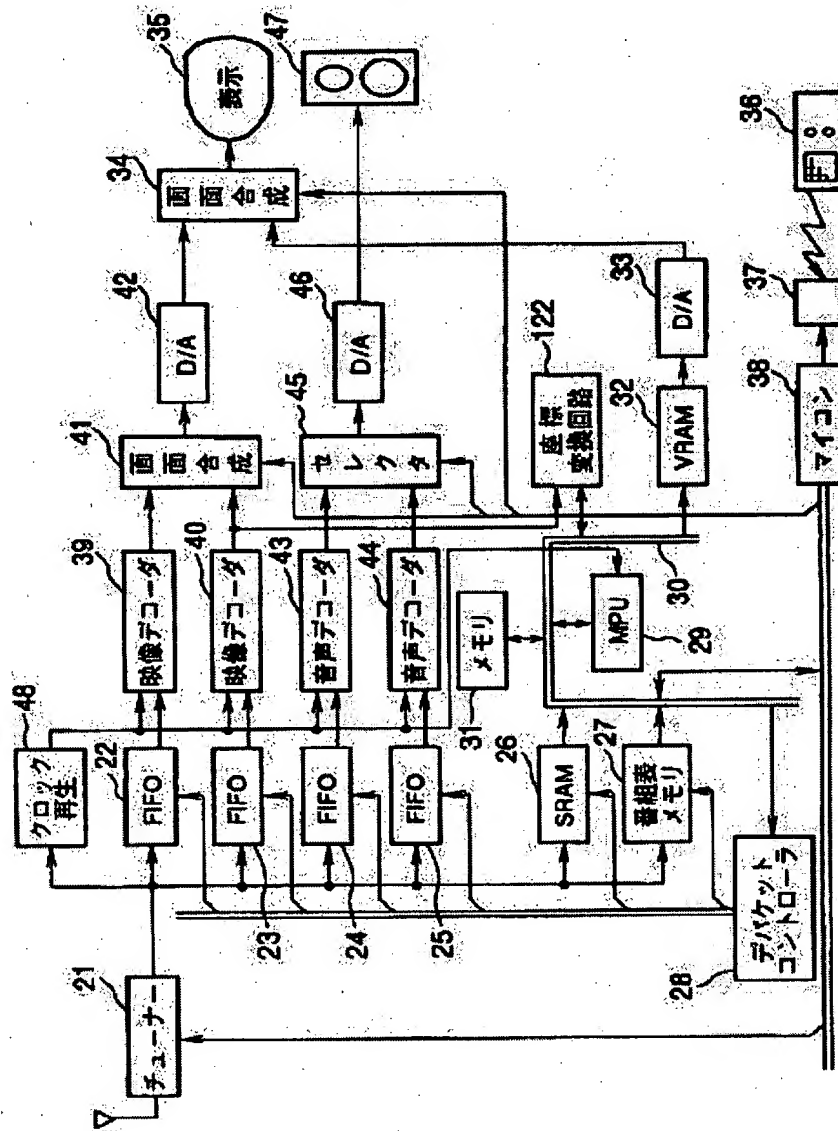 21
チューナー
48
クロック
再生
22
FIFO
FIFO
23
FIFO
24
FIFO
25
39
映像デコーダ
40
映像デコーダ
43
音声デコーダ
44
音声デコーダ
41
画面合成
42
D/A
45
セレクタ
46
D/A
34
画面合成
35
表示
47
26
SRAM
27
番組表
メモリ
28
デパケット
コントローラ
31
メモリ
MPU
29
30
122
座標
変換回路
32
VRAM
33
D/A
38
マイコン
37
36